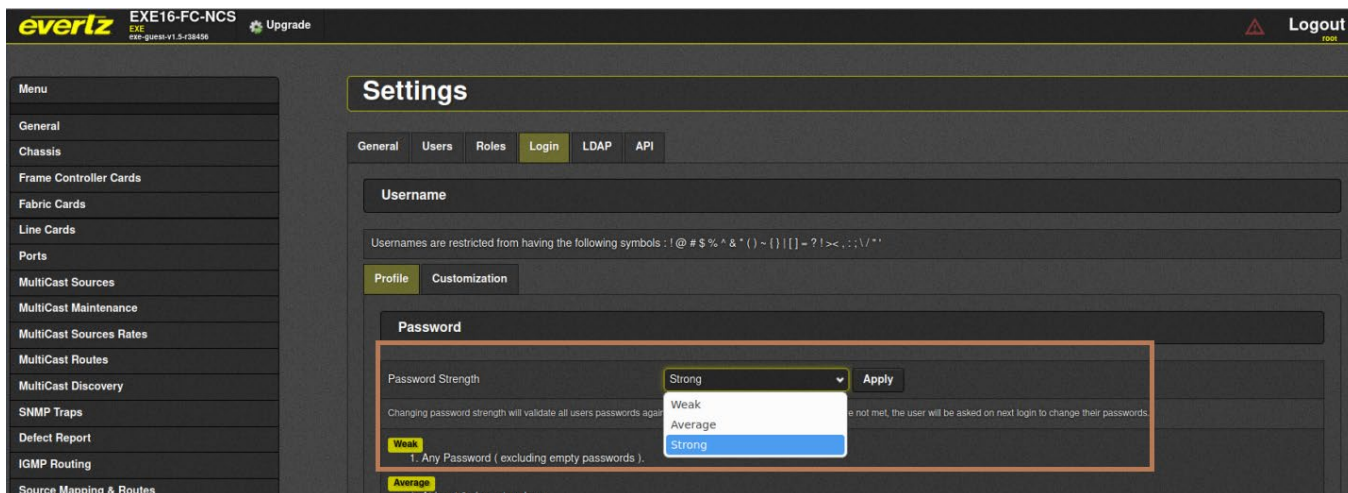 evertz
EXE16-FC-NCS
EXE
exe-guest-v1.5-r38456
Upgrade
Logout
root
Menu
General
Chassis
Frame Controller Cards
Fabric Cards
Line Cards
Ports
MultiCast Sources
MultiCast Maintenance
MultiCast Sources Rates
MultiCast Routes
MultiCast Discovery
SNMP Traps
Defect Report
IGMP Routing
Source Mapping & Routes
Settings
General Users Roles Login LDAP API
Username
Usernames are restricted from having the following symbols : ! @ # $ % ^ & * ( ) ~ { } | [ ] = ? ! > < , : ; \ / " '
Profile Customization
Password
Password Strength Strong Apply
Weak
Average
Strong
Changing password strength will validate all users passwords again e not met, the user will be asked on next login to change their passwords.
Weak
1. Any Password ( excluding empty passwords ).
Average